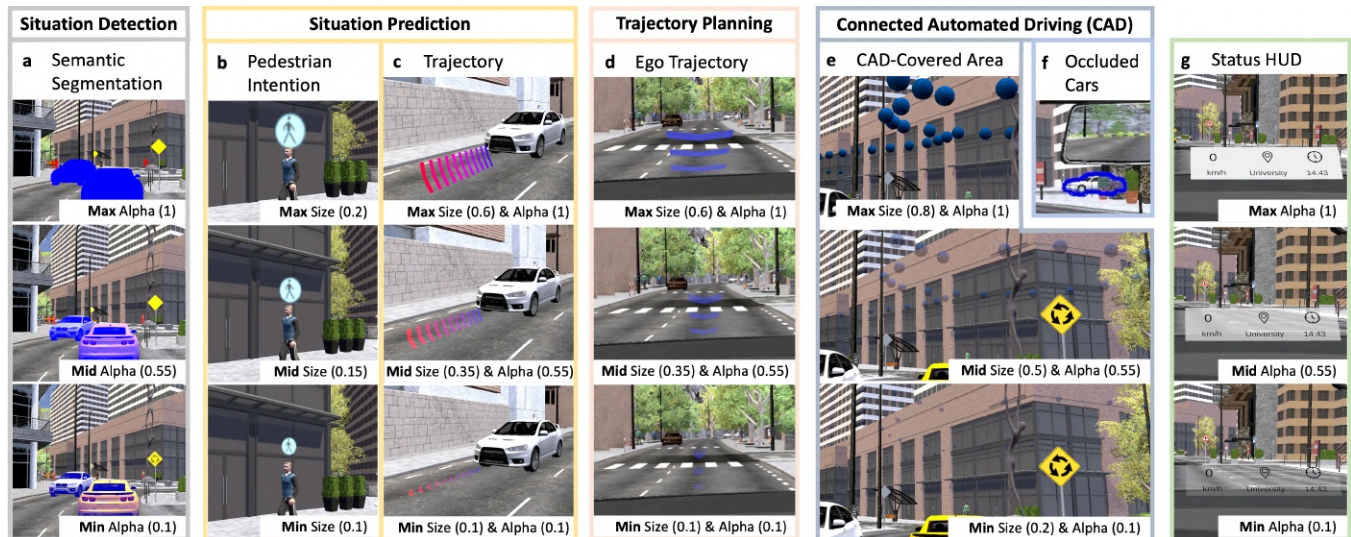 Situation Detection
Situation Prediction
Trajectory Planning
Connected Automated Driving (CAD)
a Semantic
Segmentation
b Pedestrian
Intention
c Trajectory
d Ego Trajectory
e CAD-Covered Area
f Occluded
Cars
g Status HUD
Max Alpha (1)
Max Size (0.2)
Max Size (0.6) & Alpha (1)
Max Size (0.6) & Alpha (1)
Max Size (0.8) & Alpha (1)
0
km/h
University
14:43
Max Alpha (1)
Mid Alpha (0.55)
Mid Size (0.15)
Mid Size (0.35) & Alpha (0.55)
Mid Size (0.35) & Alpha (0.55)
Mid Size (0.5) & Alpha (0.55)
0
km/h
University
14:43
Mid Alpha (0.55)
Min Alpha (0.1)
Min Size (0.1)
Min Size (0.1) & Alpha (0.1)
Min Size (0.1) & Alpha (0.1)
Min Size (0.2) & Alpha (0.1)
0
km/h
University
14:43
Min Alpha (0.1)